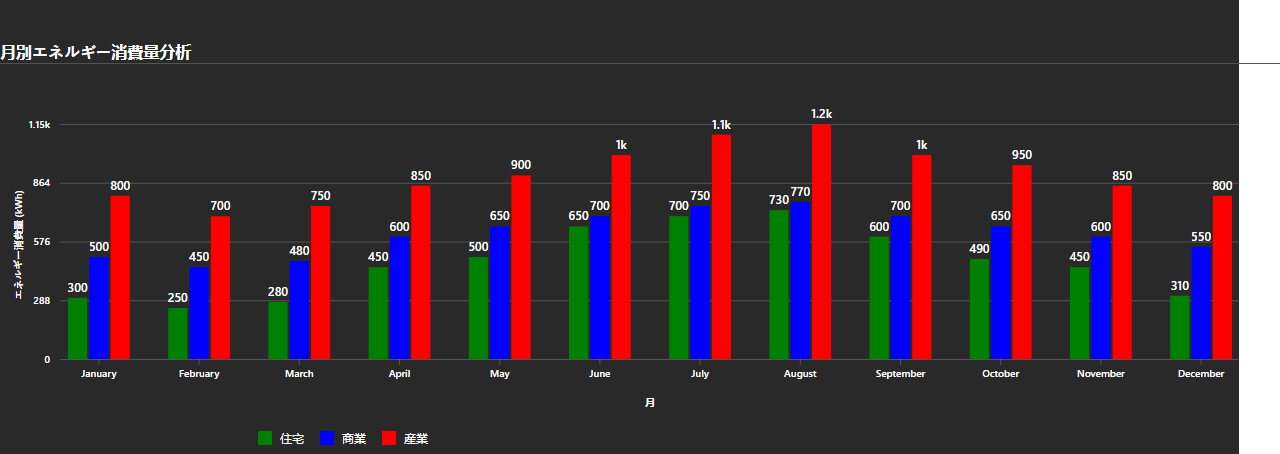 月別エネルギー消費量分析
1.15k
864
576
288
0
エネルギー消費量 (kWh)
300 500 800
250 450 700
280 480 750
450 600 850
500 650 900
650 700 1k
700 750 1.1k
730 770 1.2k
600 700 1k
490 650 950
450 600 850
310 550 800
January February March April May June July August September October November December
月
住宅 商業 産業